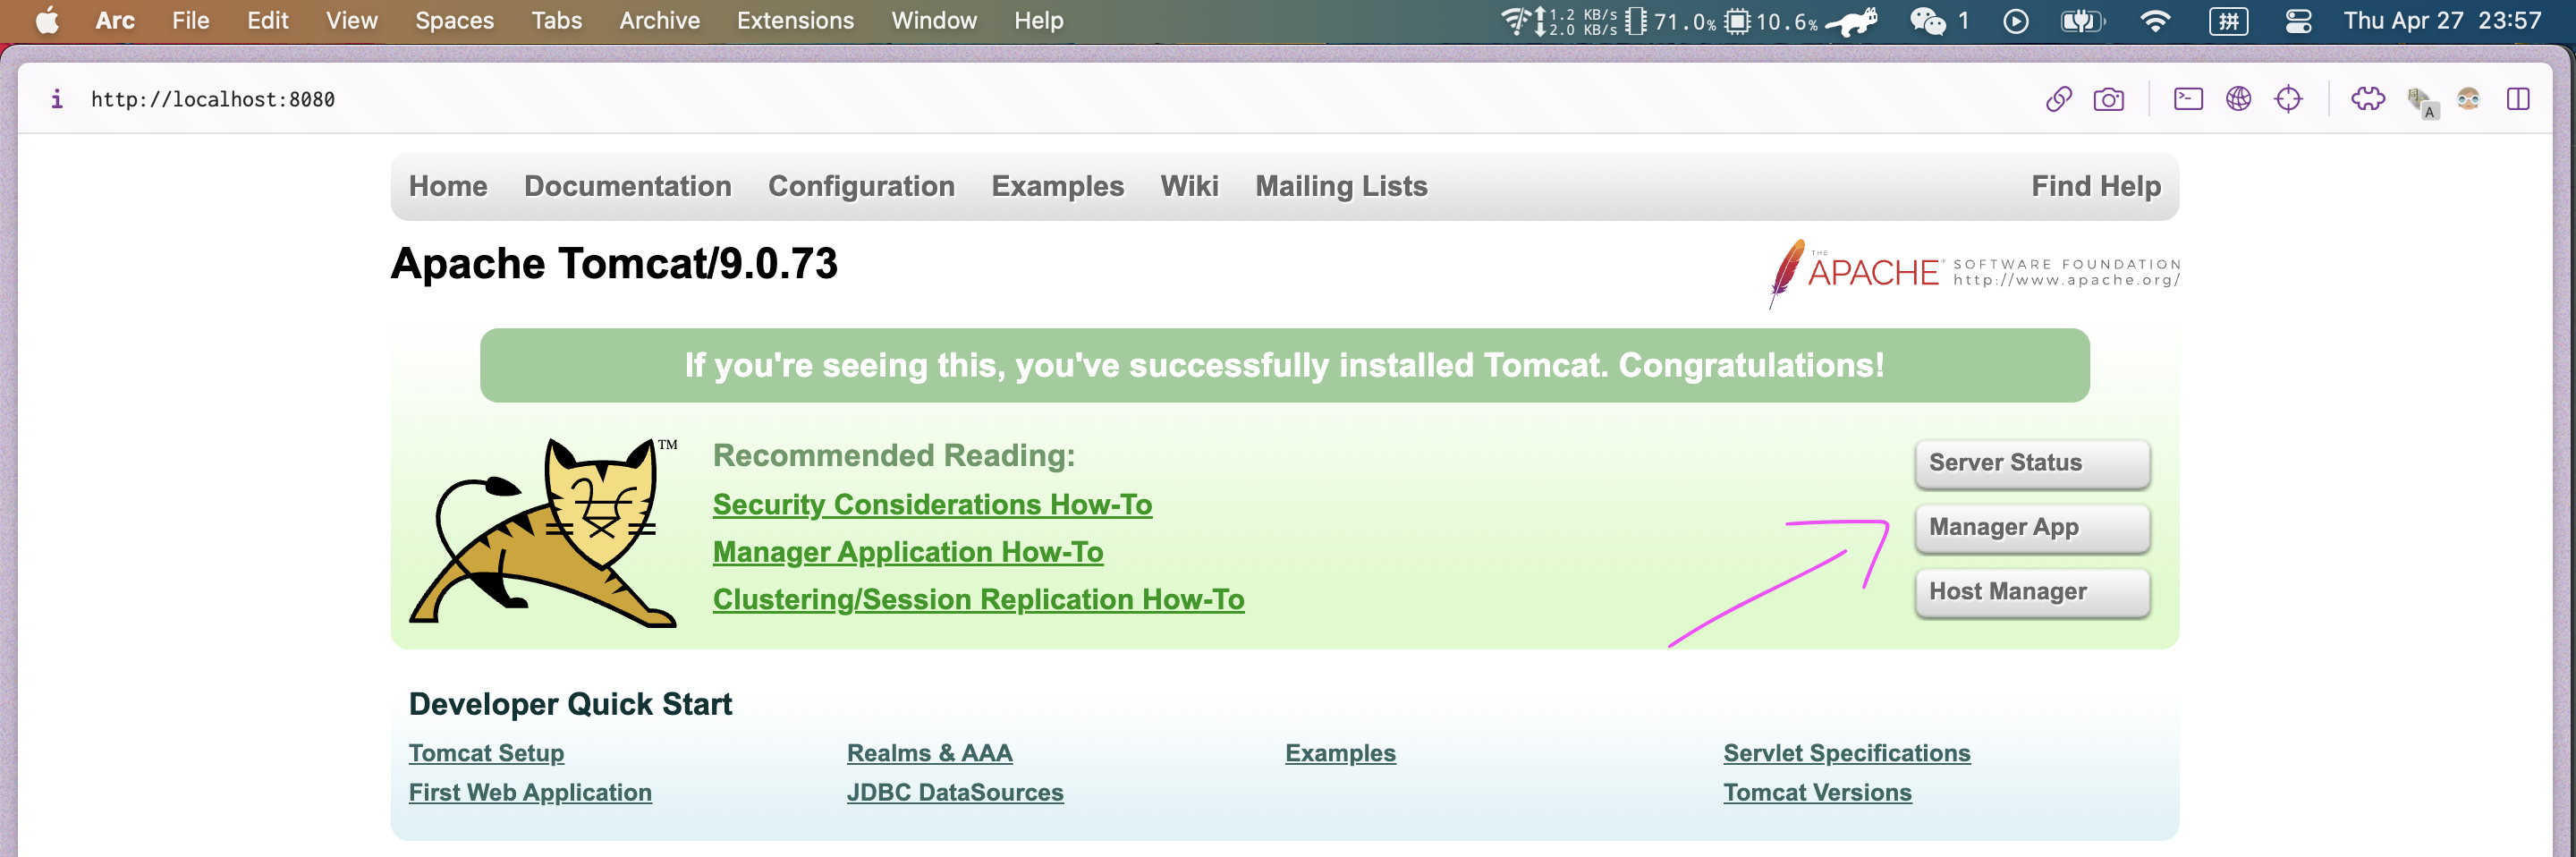 Arc File Edit View Spaces Tabs Archive Extensions Window Help 1.2 KB/s 2.0 KB/s 71.0% 10.6% 1 拼 Thu Apr 27 23:57
i http://localhost:8080 A
Home Documentation Configuration Examples Wiki Mailing Lists Find Help
Apache Tomcat/9.0.73
THE APACHE SOFTWARE FOUNDATION
http://www.apache.org/
If you're seeing this, you've successfully installed Tomcat. Congratulations!
TM
Recommended Reading:
Security Considerations How-To
Manager Application How-To
Clustering/Session Replication How-To
Server Status
Manager App
Host Manager
Developer Quick Start
Tomcat Setup Realms & AAA Examples Servlet Specifications
First Web Application JDBC DataSources Tomcat Versions